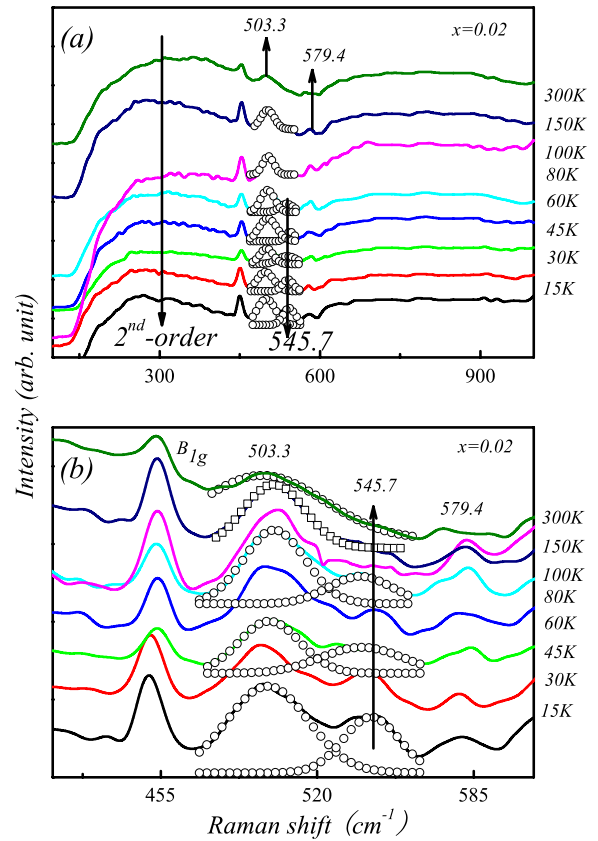 (a)
503.3
579.4
x=0.02
300K
150K
100K
80K
60K
45K
30K
15K
2nd-order
545.7
300
600
900
Intensity (arb. unit)
(b)
B1g
503.3
545.7
579.4
x=0.02
300K
150K
100K
80K
60K
45K
30K
15K
455
520
585
Raman shift (cm-1)